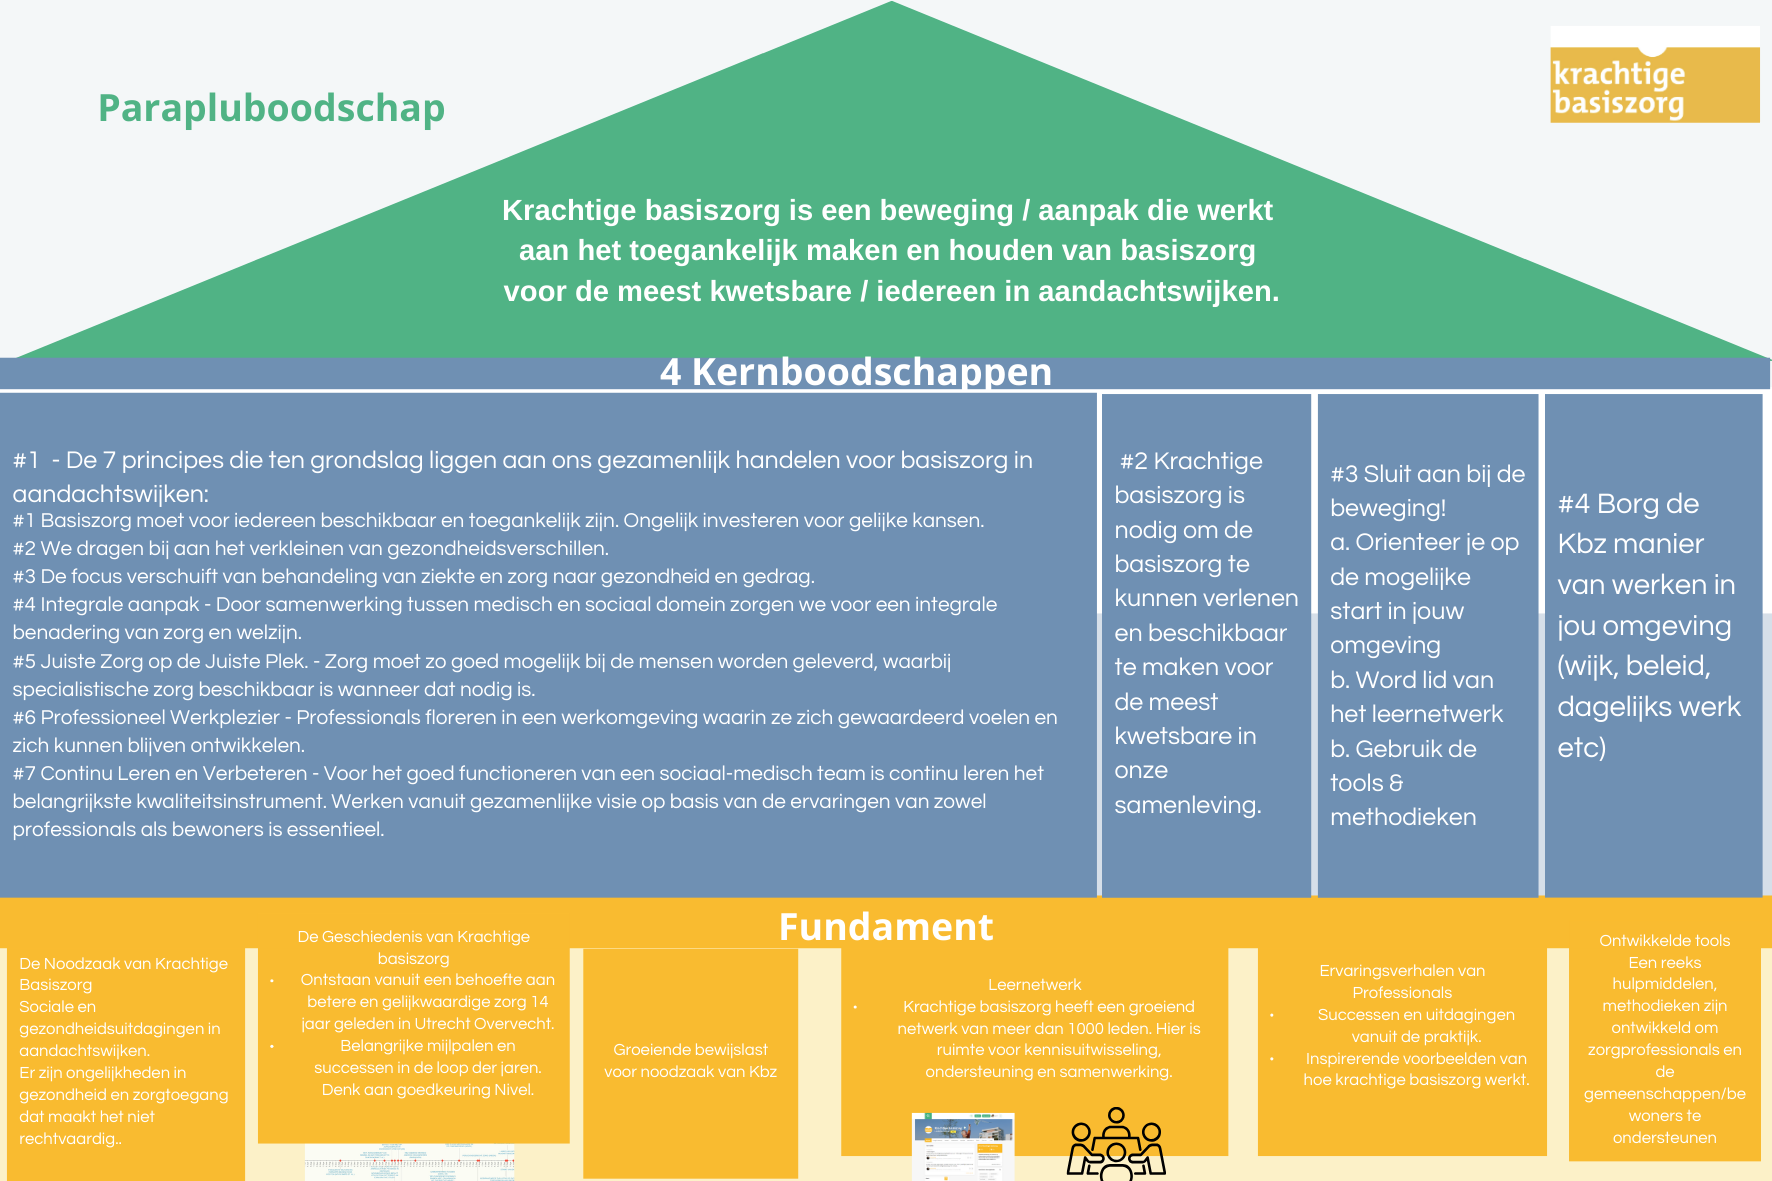 Parapluboodschap
krachtige
basiszorg
Krachtige basiszorg is een beweging / aanpak die werkt
aan het toegankelijk maken en houden van basiszorg
voor de meest kwetsbare / iedereen in aandachtswijken.
4 Kernboodschappen
#1 - De 7 principes die ten grondslag liggen aan ons gezamenlijk handelen voor basiszorg in
aandachtswijken:
#1 Basiszorg moet voor iedereen beschikbaar en toegankelijk zijn. Ongelijk investeren voor gelijke kansen.
#2 We dragen bij aan het verkleinen van gezondheidsverschillen.
#3 De focus verschuift van behandeling van ziekte en zorg naar gezondheid en gedrag.
#4 Integrale aanpak - Door samenwerking tussen medisch en sociaal domein zorgen we voor een integrale
benadering van zorg en welzijn.
#5 Juiste Zorg op de Juiste Plek. - Zorg moet zo goed mogelijk bij de mensen worden geleverd, waarbij
specialistische zorg beschikbaar is wanneer dat nodig is.
#6 Professioneel Werkplezier - Professionals floreren in een werkomgeving waarin ze zich gewaardeerd voelen en
zich kunnen blijven ontwikkelen.
#7 Continu Leren en Verbeteren - Voor het goed functioneren van een sociaal-medisch team is continu leren het
belangrijkste kwaliteitsinstrument. Werken vanuit gezamenlijke visie op basis van de ervaringen van zowel
professionals als bewoners is essentieel.
#2 Krachtige
basiszorg is
nodig om de
basiszorg te
kunnen verlenen
en beschikbaar
te maken voor
de meest
kwetsbare in
onze
samenleving.
#3 Sluit aan bij de
beweging!
a. Orienteer je op
de mogelijke
start in jouw
omgeving
b. Word lid van
het leernetwerk
b. Gebruik de
tools &
methodieken
#4 Borg de
Kbz manier
van werken in
jou omgeving
(wijk, beleid,
dagelijks werk
etc)
Fundament
De Noodzaak van Krachtige
Basiszorg
Sociale en
gezondheidsuitdagingen in
aandachtswijken.
Er zijn ongelijkheden in
gezondheid en zorgtoegang
dat maakt het niet
rechtvaardig..
De Geschiedenis van Krachtige
basiszorg
• Ontstaan vanuit een behoefte aan
betere en gelijkwaardige zorg 14
jaar geleden in Utrecht Overvecht.
• Belangrijke mijlpalen en
successen in de loop der jaren.
Denk aan goedkeuring Nivel.
Groeiende bewijslast
voor noodzaak van Kbz
Leernetwerk
• Krachtige basiszorg heeft een groeiend
netwerk van meer dan 1000 leden. Hier is
ruimte voor kennisuitwisseling,
ondersteuning en samenwerking.
Ervaringsverhalen van
Professionals
• Successen en uitdagingen
vanuit de praktijk.
• Inspirerende voorbeelden van
hoe krachtige basiszorg werkt.
Ontwikkelde tools
Een reeks
hulpmiddelen,
methodieken zijn
ontwikkeld om
zorgprofessionals en
de
gemeenschappen/be
woners te
ondersteunen